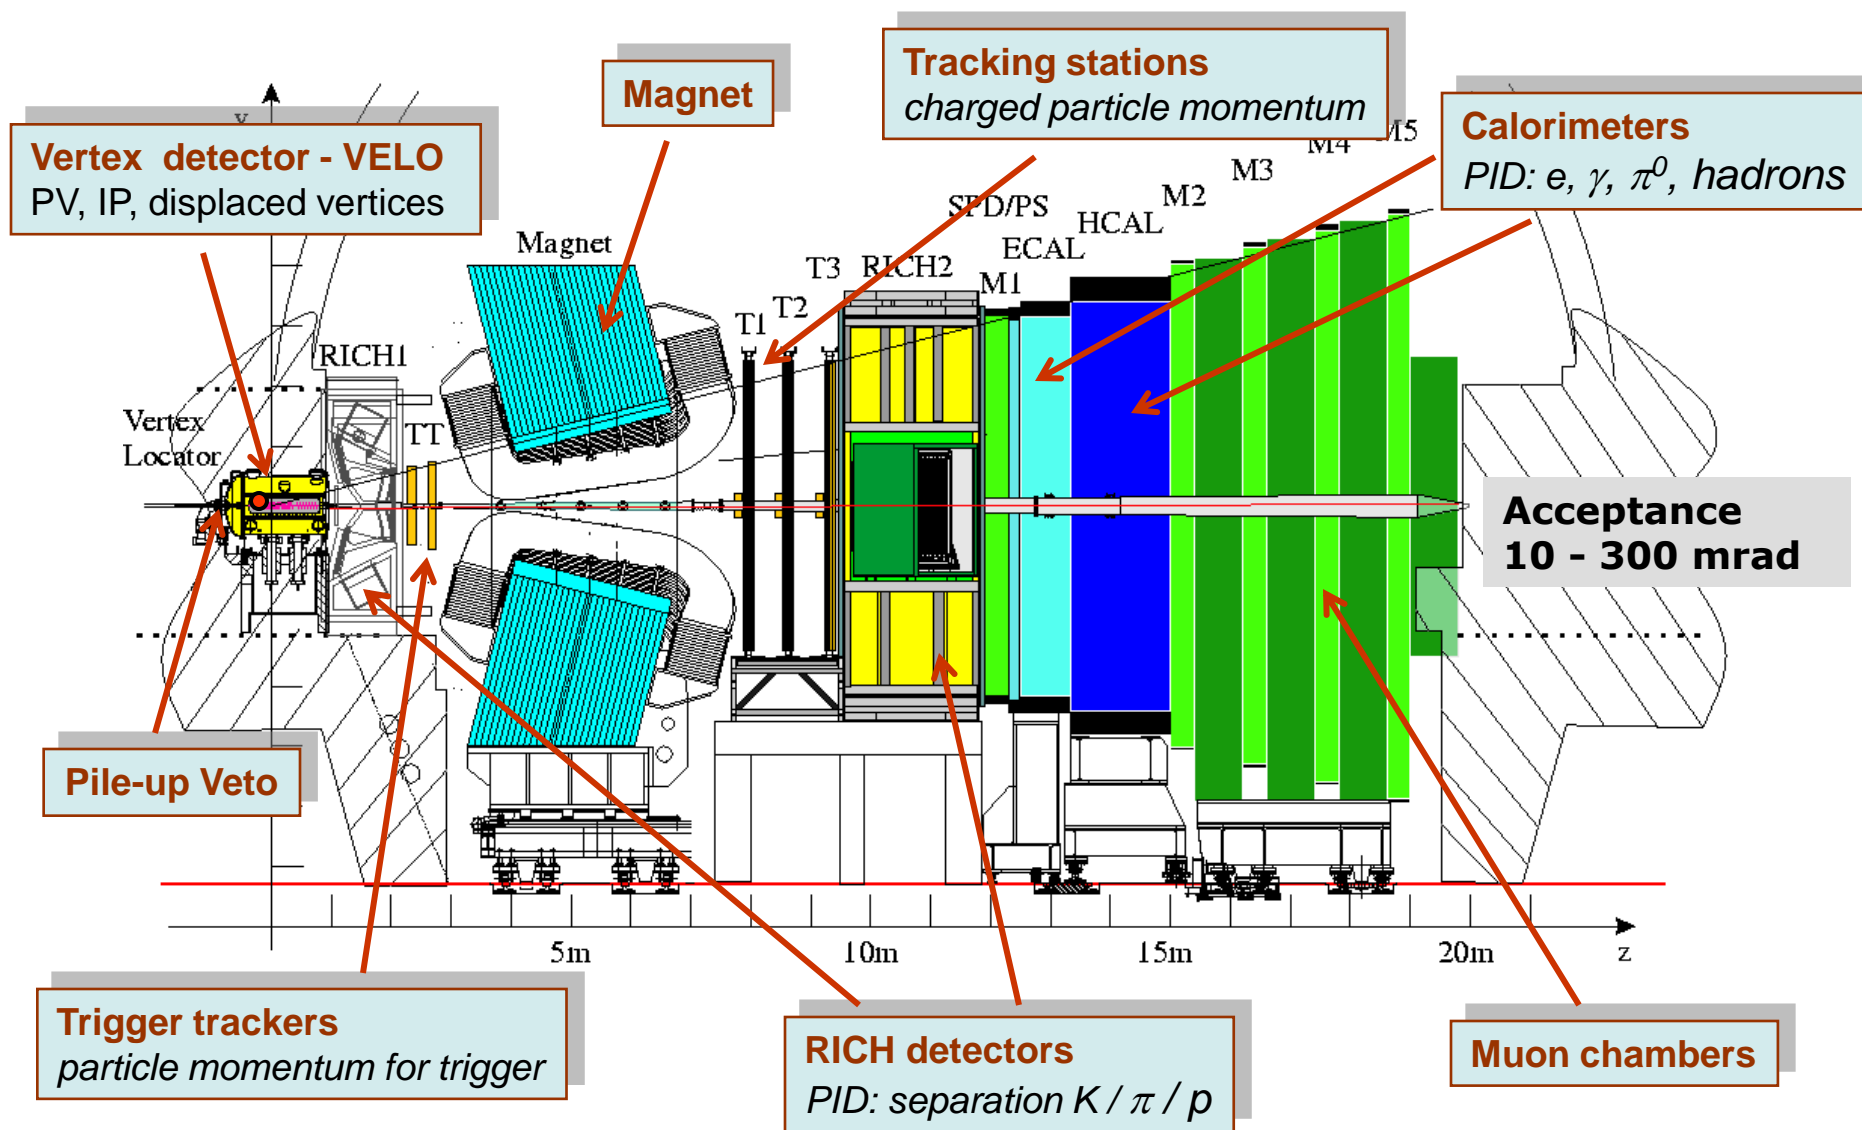 Tracking stations
charged particle momentum
Magnet
Calorimeters
PID: e, γ, π⁰, hadrons
Vertex detector - VELO
PV, IP, displaced vertices
y
M5
M4
M3
M2
SPD/PS
HCAL
ECAL
Magnet
T3
RICH2
M1
T2
T1
RICH1
Vertex
Locator
TT
Acceptance
10 - 300 mrad
Pile-up Veto
5m
10m
15m
20m
z
Trigger trackers
particle momentum for trigger
RICH detectors
PID: separation K / π / p
Muon chambers